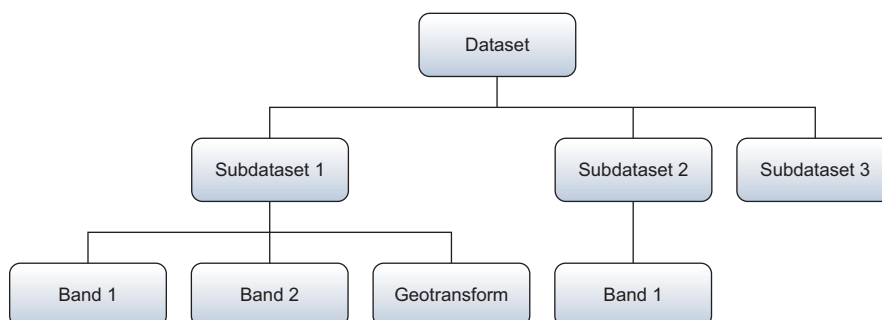 Dataset
Subdataset 1
Subdataset 2
Subdataset 3
Band 1
Band 2
Geotransform
Band 1